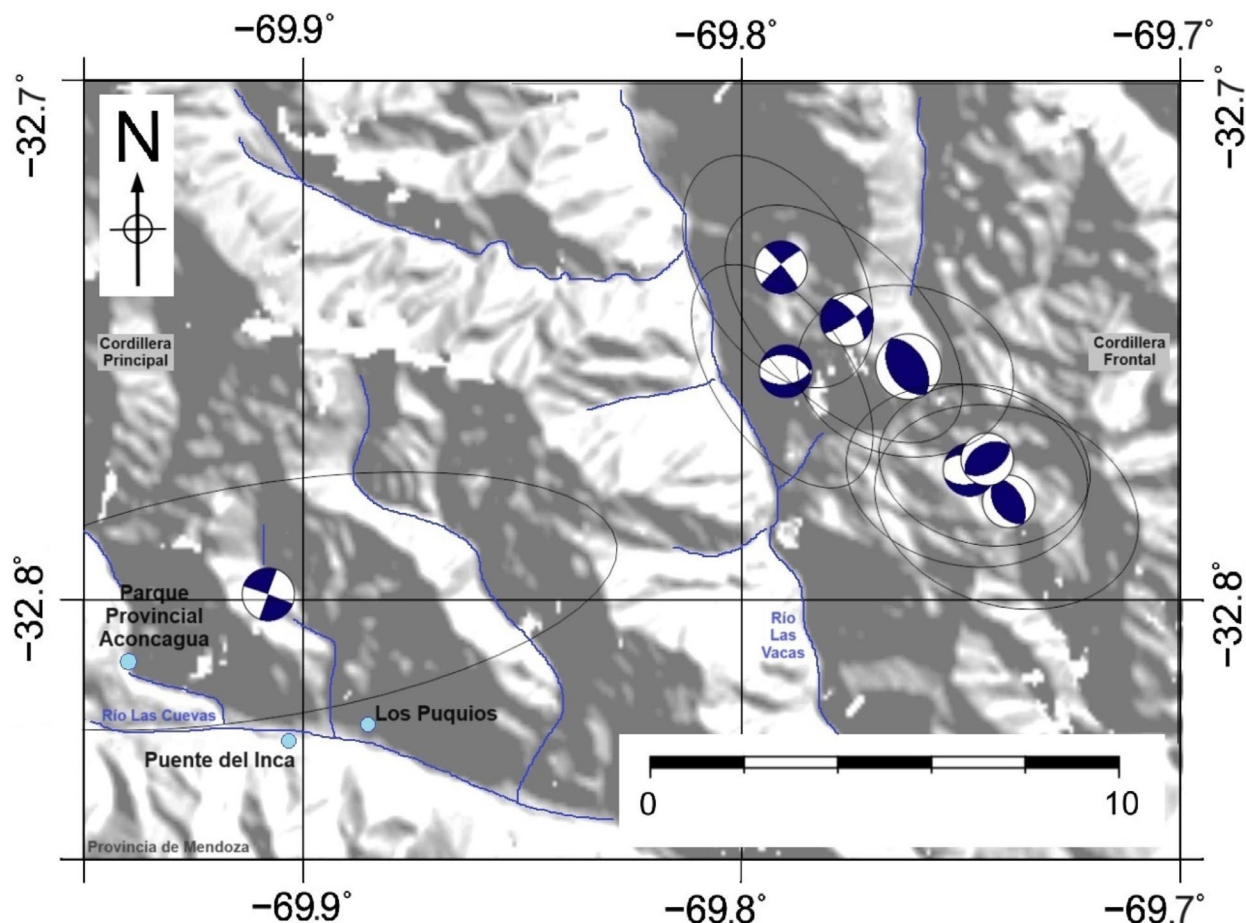 −69.9°
−69.8°
−69.7°
−32.7°
−32.7°
N
Cordillera
Principal
Cordillera
Frontal
−32.8°
−32.8°
Parque
Provincial
Aconcagua
Río
Las
Vacas
Río Las Cuevas
Los Puquios
Puente del Inca
0
10
Provincia de Mendoza
−69.9°
−69.8°
−69.7°